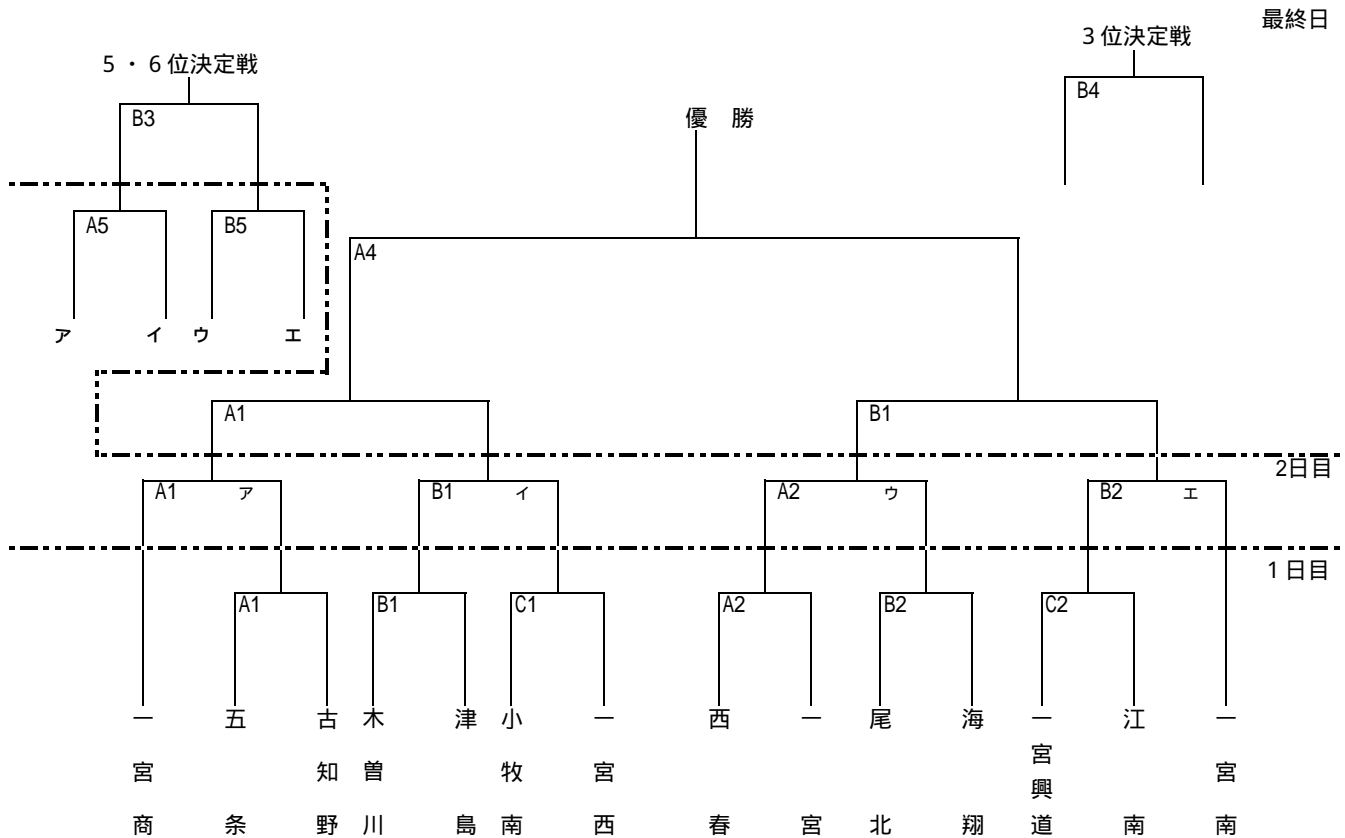 最終日
3位決定戦
5・6位決定戦
B4
B3
優 勝
A5
B5
A4
ア
イ
ウ
エ
A1
B1
2日目
A1
ア
B1
イ
A2
ウ
B2
エ
1日目
A1
B1
C1
A2
B2
C2
一宮商
五条
古知野
木曽川
津島
小牧南
一宮西
西春
一宮
尾北
海翔
一宮興道
江南
一宮南